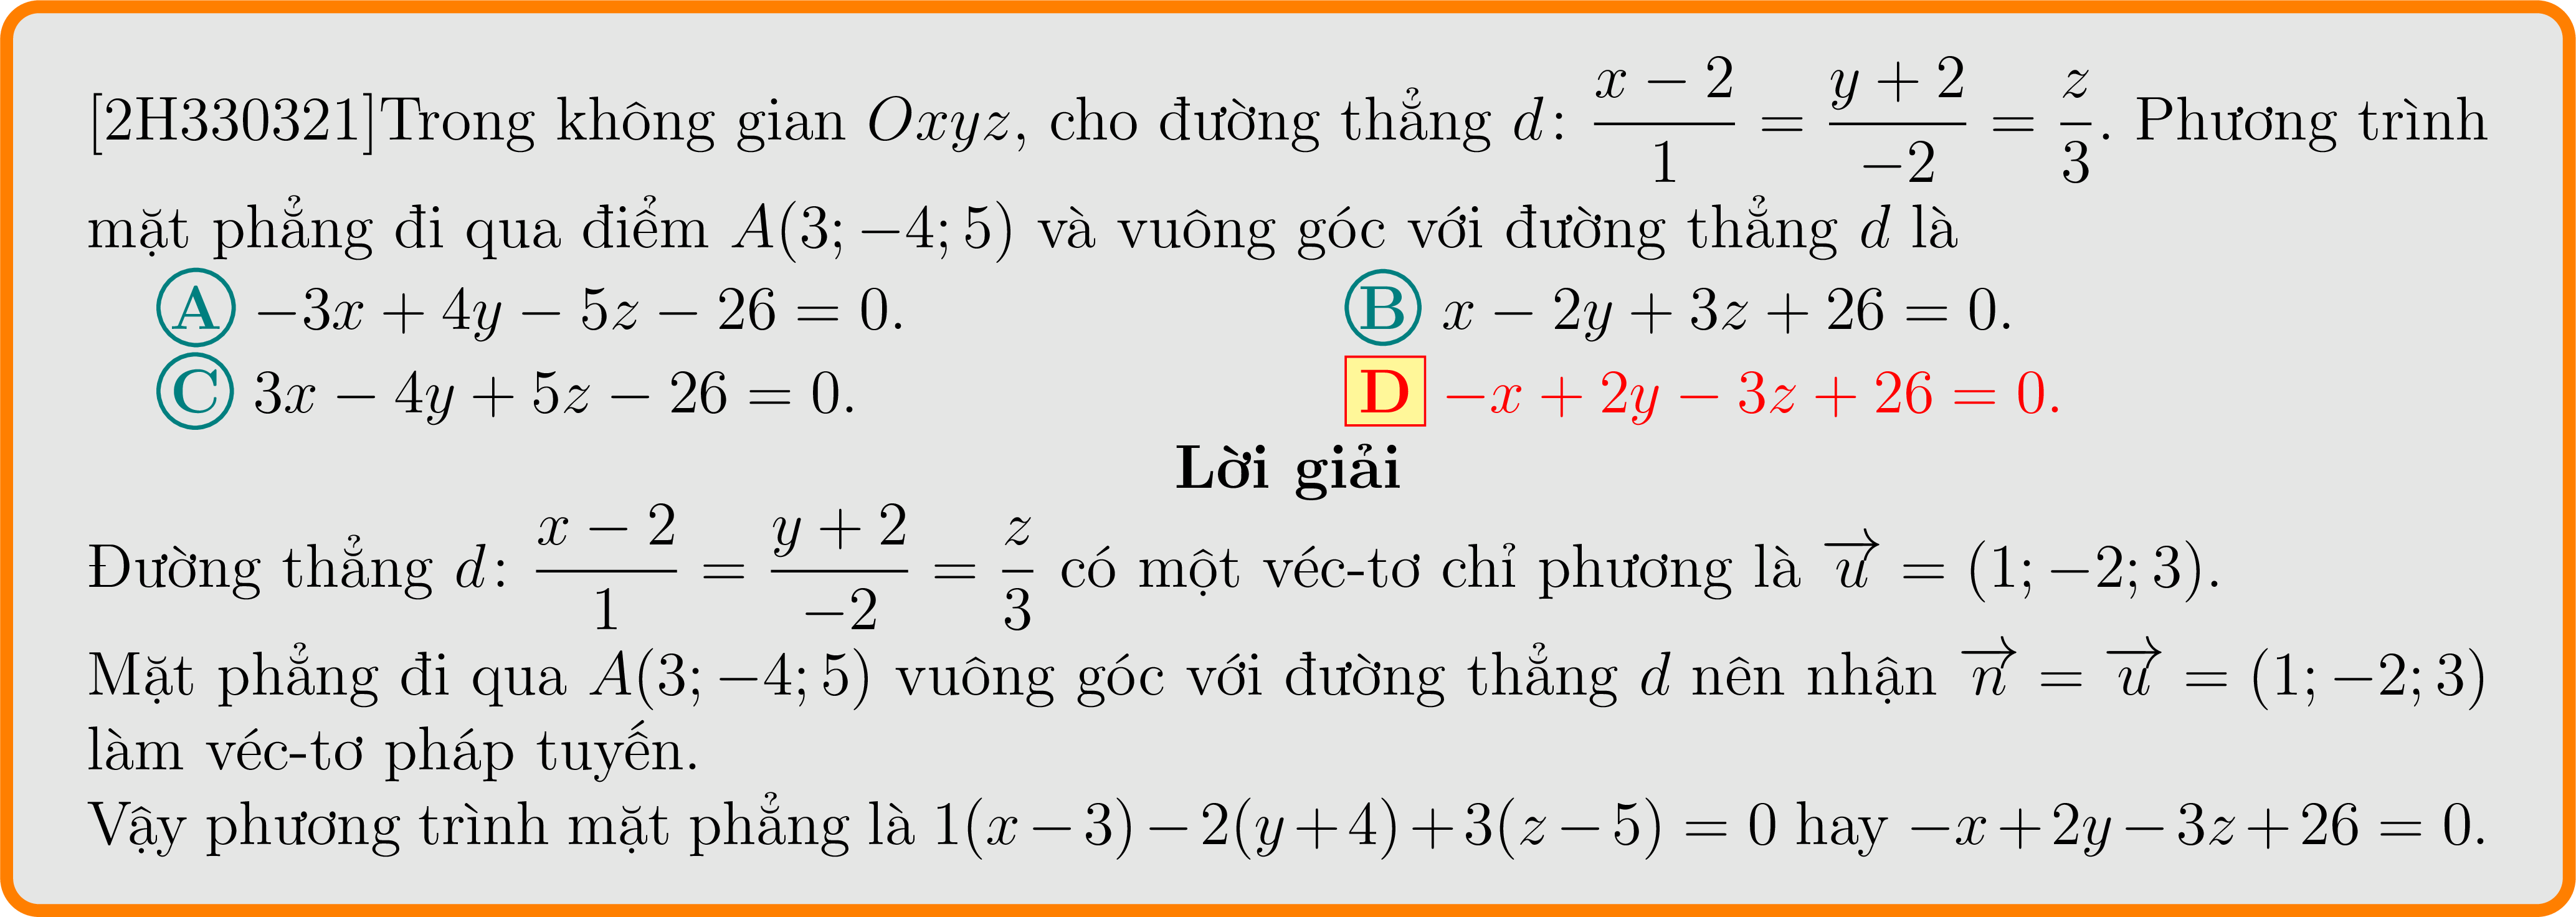 [2H330321]Trong không gian Oxyz, cho đường thẳng d: \frac{x − 2}{1} = \frac{y + 2}{−2} = \frac{z}{3}. Phương trình
mặt phẳng đi qua điểm A(3; −4; 5) và vuông góc với đường thẳng d là
A −3x + 4y − 5z − 26 = 0. B x − 2y + 3z + 26 = 0.
C 3x − 4y + 5z − 26 = 0. D −x + 2y − 3z + 26 = 0.
Lời giải
Đường thẳng d: \frac{x − 2}{1} = \frac{y + 2}{−2} = \frac{z}{3} có một véc-tơ chỉ phương là \overrightarrow{u} = (1; −2; 3).
Mặt phẳng đi qua A(3; −4; 5) vuông góc với đường thẳng d nên nhận \overrightarrow{n} = \overrightarrow{u} = (1; −2; 3)
làm véc-tơ pháp tuyến.
Vậy phương trình mặt phẳng là 1(x − 3) − 2(y + 4) + 3(z − 5) = 0 hay −x + 2y − 3z + 26 = 0.